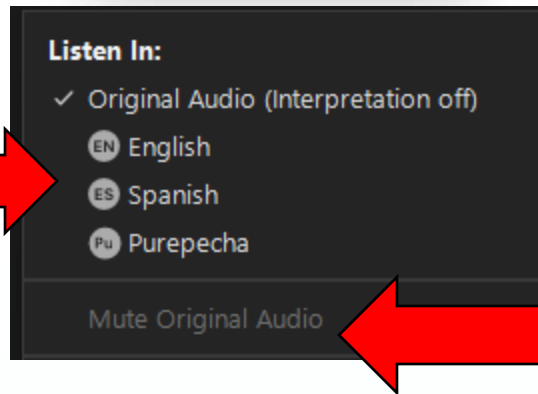 Listen In:
✓ Original Audio (Interpretation off)
EN English
ES Spanish
Pu Purepecha
Mute Original Audio